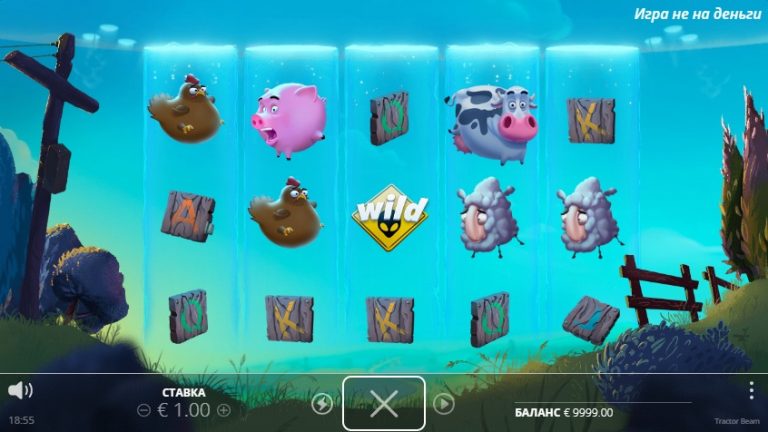 Игра не на деньги
Q
K
A
wild
Q
K
K
Q
J
СТАВКА
€ 1.00
БАЛАНС € 9999.00
18:55
Tractor Beam